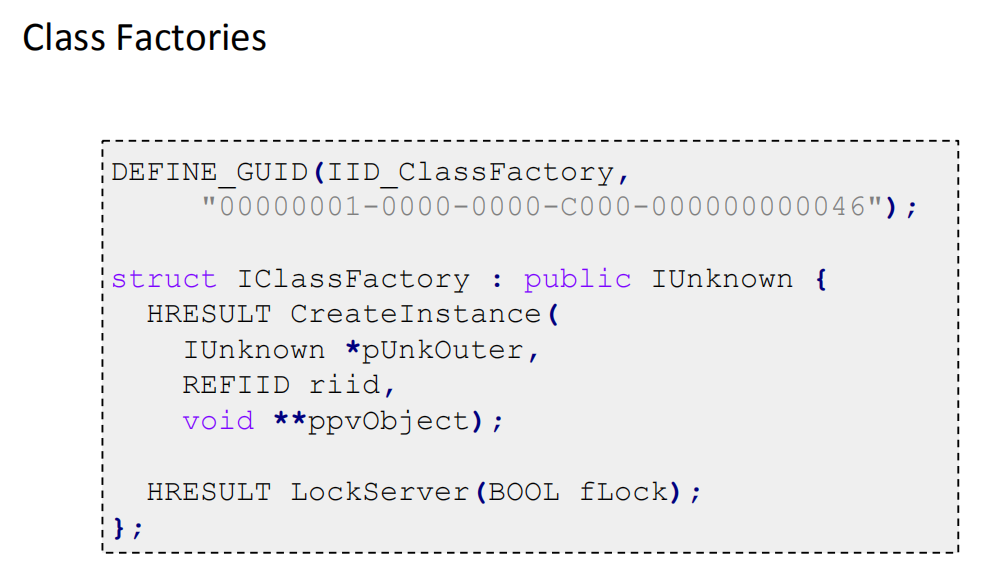 Class Factories
DEFINE_GUID(IID_ClassFactory,
"00000001-0000-0000-C000-000000000046");
struct IClassFactory : public IUnknown {
HRESULT CreateInstance(
IUnknown *pUnkOuter,
REFIID riid,
void **ppvObject);
HRESULT LockServer(BOOL fLock);
};